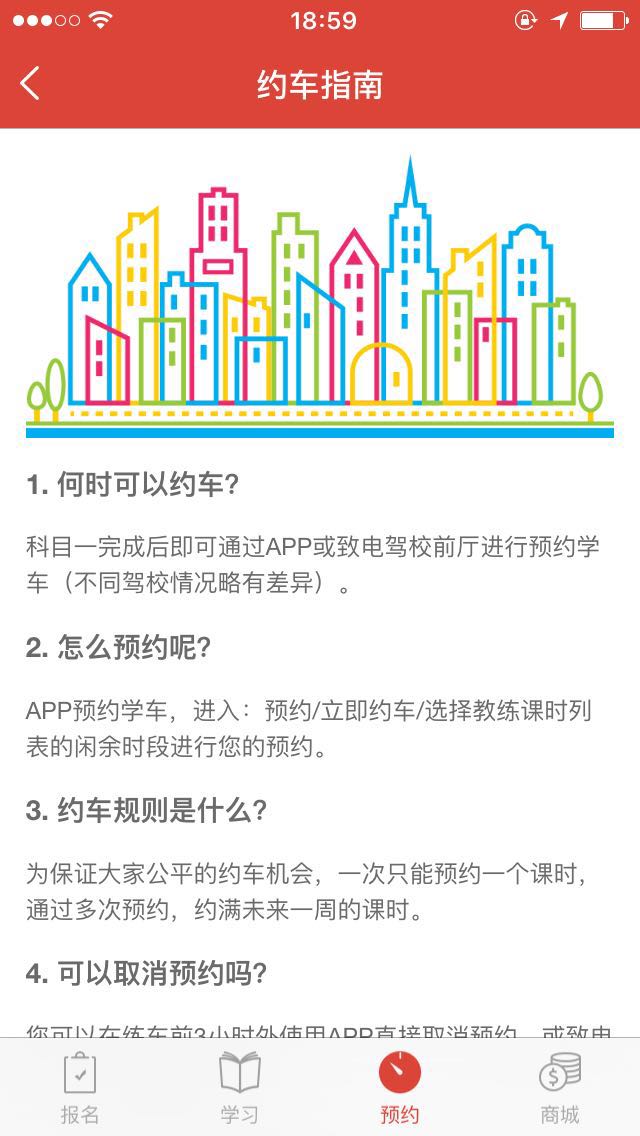 18:59
约车指南
1. 何时可以约车?
科目一完成后即可通过APP或致电驾校前厅进行预约学
车（不同驾校情况略有差异）。
2. 怎么预约呢?
APP预约学车，进入：预约/立即约车/选择教练课时列
表的闲余时段进行您的预约。
3. 约车规则是什么?
为保证大家公平的约车机会，一次只能预约一个课时，
通过多次预约，约满未来一周的课时。
4. 可以取消预约吗?
您可以在练车前3小时外使用APP直接取消预约，或致电
报名 学习 预约 商城